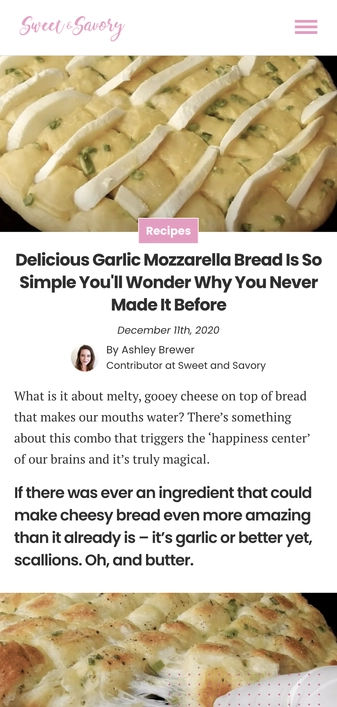 Sweet & Savory
Recipes
Delicious Garlic Mozzarella Bread Is So
Simple You'll Wonder Why You Never
Made It Before
December 11th, 2020
By Ashley Brewer
Contributor at Sweet and Savory
What is it about melty, gooey cheese on top of bread
that makes our mouths water? There’s something
about this combo that triggers the ‘happiness center’
of our brains and it’s truly magical.
If there was ever an ingredient that could
make cheesy bread even more amazing
than it already is – it’s garlic or better yet,
scallions. Oh, and butter.